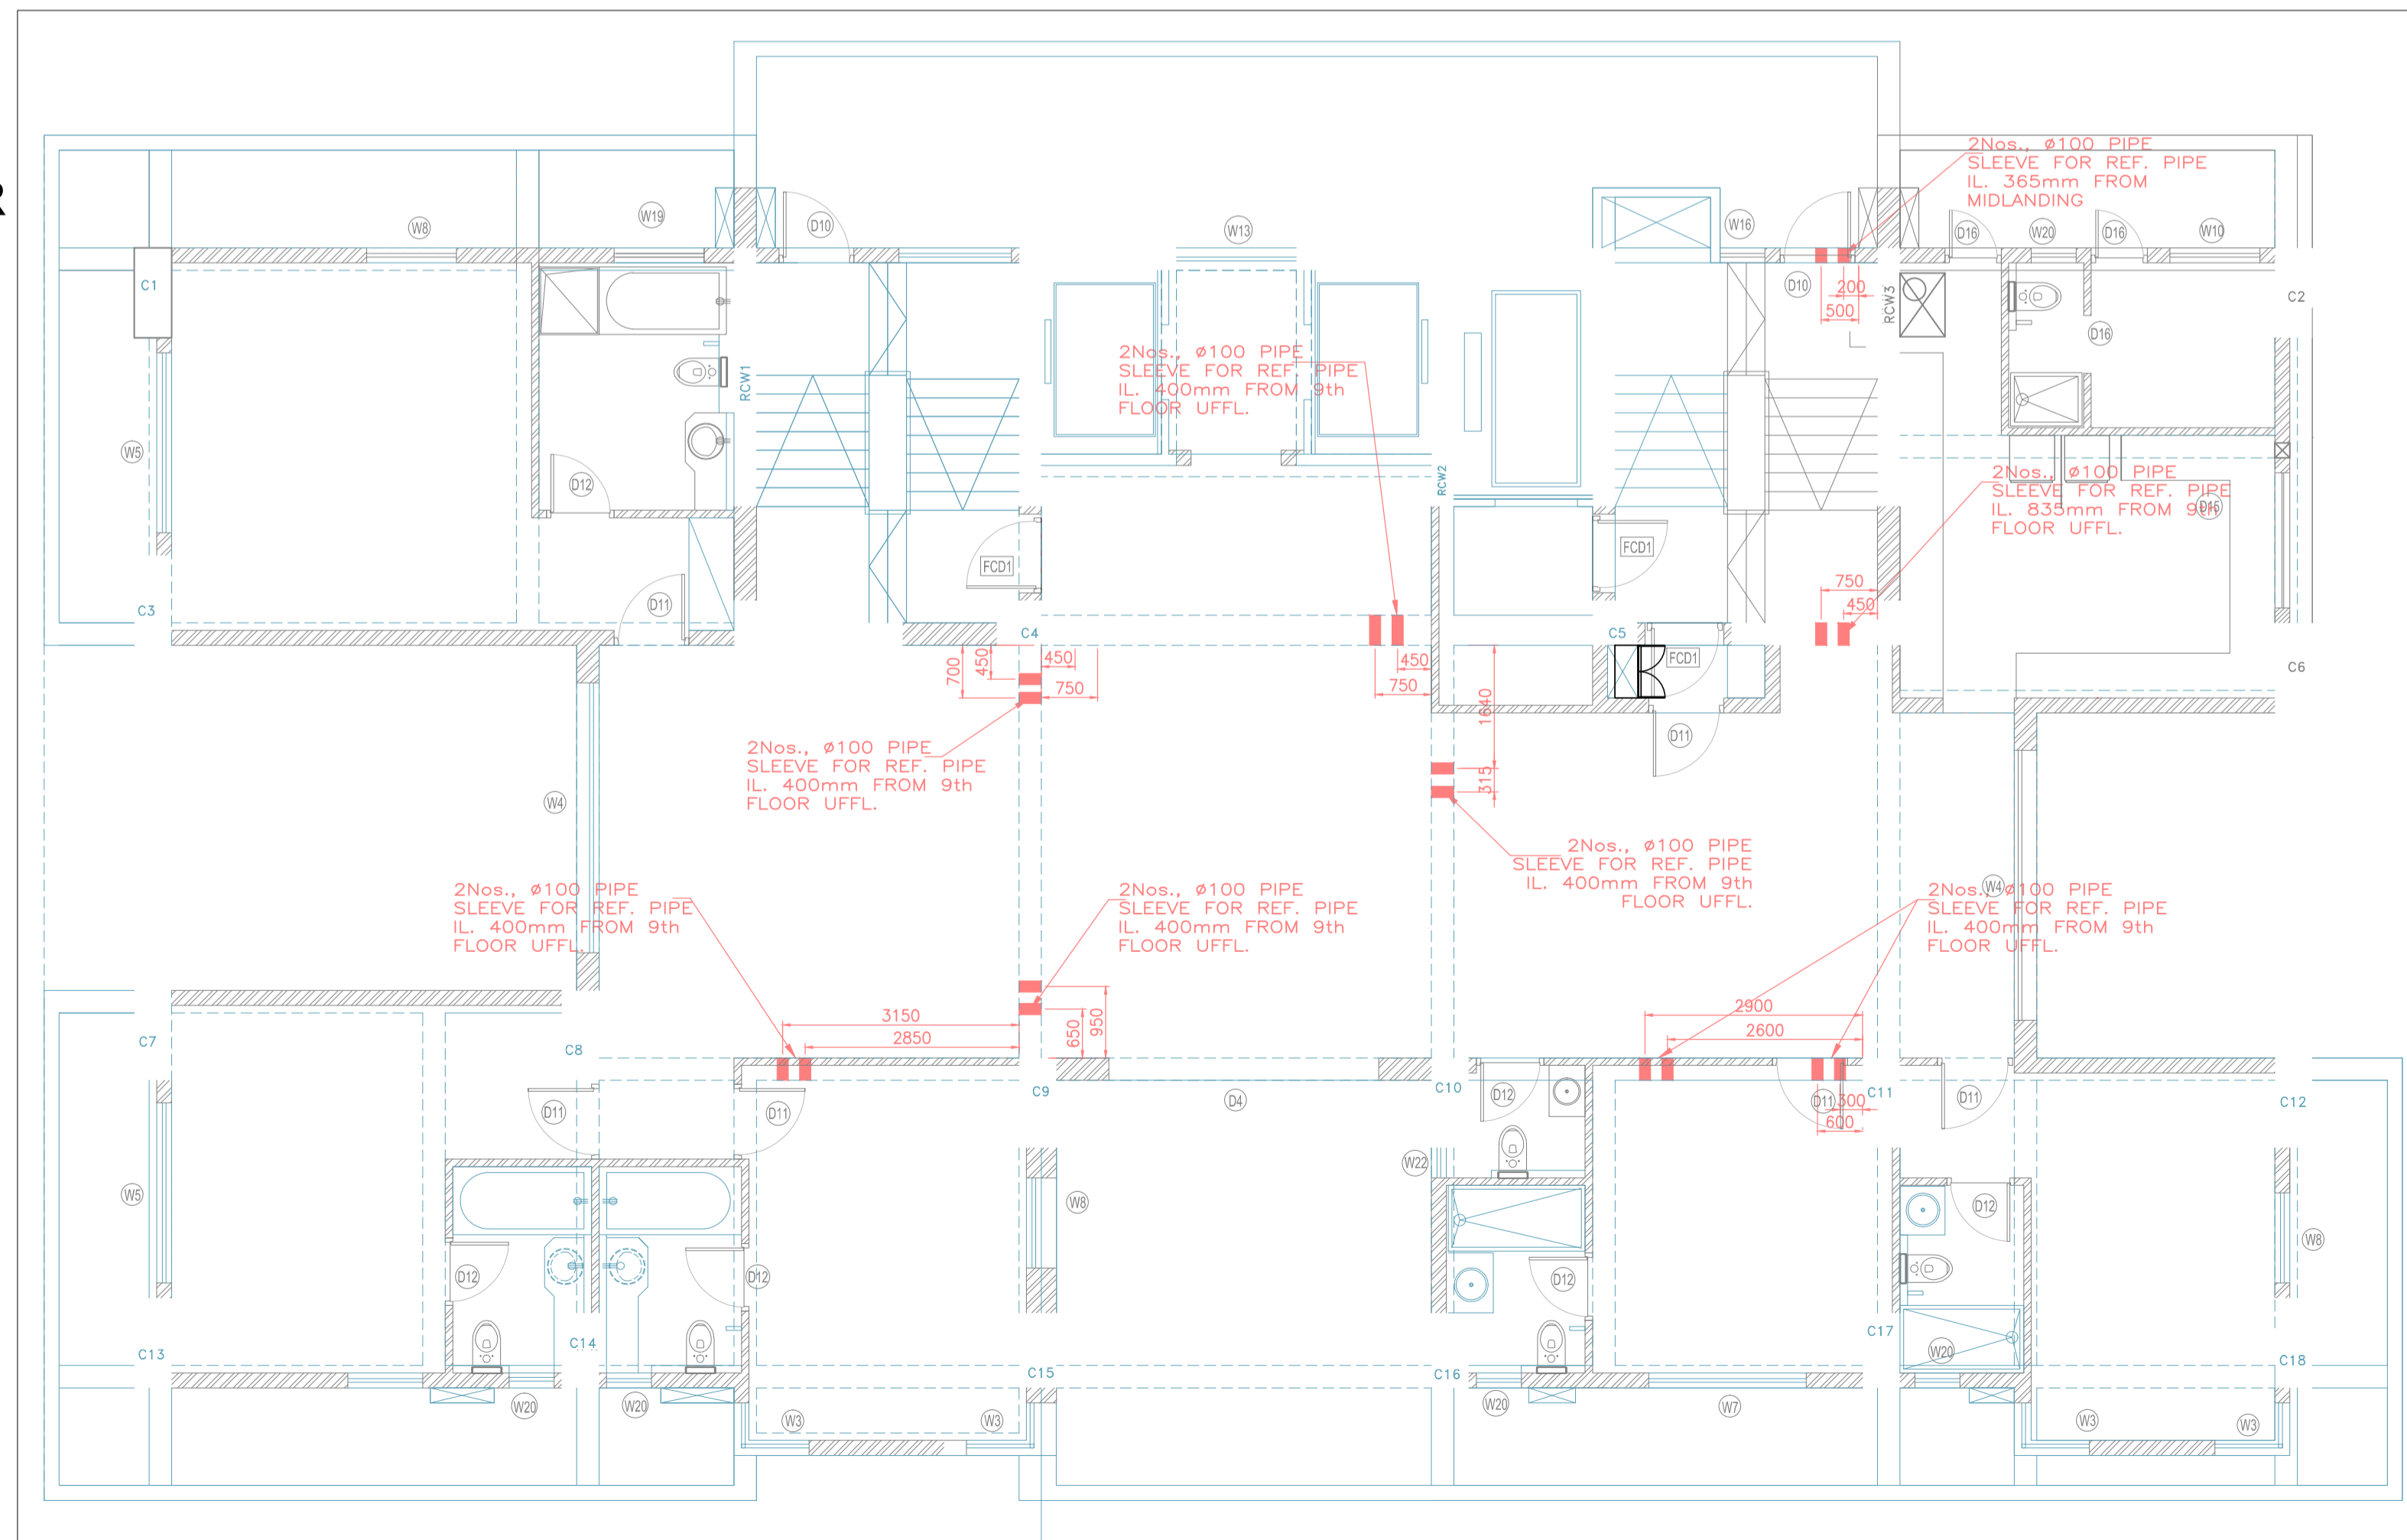 R
2Nos., ø100 PIPE
SLEEVE FOR REF. PIPE
IL. 365mm FROM
MIDLANDING
W8
W19
D10
W13
W16
D16
W20
D16
W10
C1
D10
200
500
RCW3
C2
D16
2Nos., ø100 PIPE
SLEEVE FOR REF. PIPE
IL. 400mm FROM 9th
FLOOR UFFL.
RCW1
W5
D12
RCW2
2Nos., ø100 PIPE
SLEEVE FOR REF. PIPE
IL. 835mm FROM 9th
FLOOR UFFL.
D15
FCD1
FCD1
C3
D11
750
450
C4
C5
450
700
450
750
450
750
FCD1
C6
1640
315
D11
2Nos., ø100 PIPE
SLEEVE FOR REF. PIPE
IL. 400mm FROM 9th
FLOOR UFFL.
W4
2Nos., ø100 PIPE
SLEEVE FOR REF. PIPE
IL. 400mm FROM 9th
FLOOR UFFL.
2Nos., ø100 PIPE
SLEEVE FOR REF. PIPE
IL. 400mm FROM 9th
FLOOR UFFL.
2Nos., ø100 PIPE
SLEEVE FOR REF. PIPE
IL. 400mm FROM 9th
FLOOR UFFL.
W4
2Nos., ø100 PIPE
SLEEVE FOR REF. PIPE
IL. 400mm FROM 9th
FLOOR UFFL.
3150
2850
650
950
2900
2600
C7
C8
C9
D4
C10
D12
D11
300
600
C11
D11
C12
D11
D11
W5
W8
W22
D12
W8
D12
D12
D12
C13
C14
C15
C16
C17
W20
C18
W20
W20
W3
W3
W20
W7
W3
W3